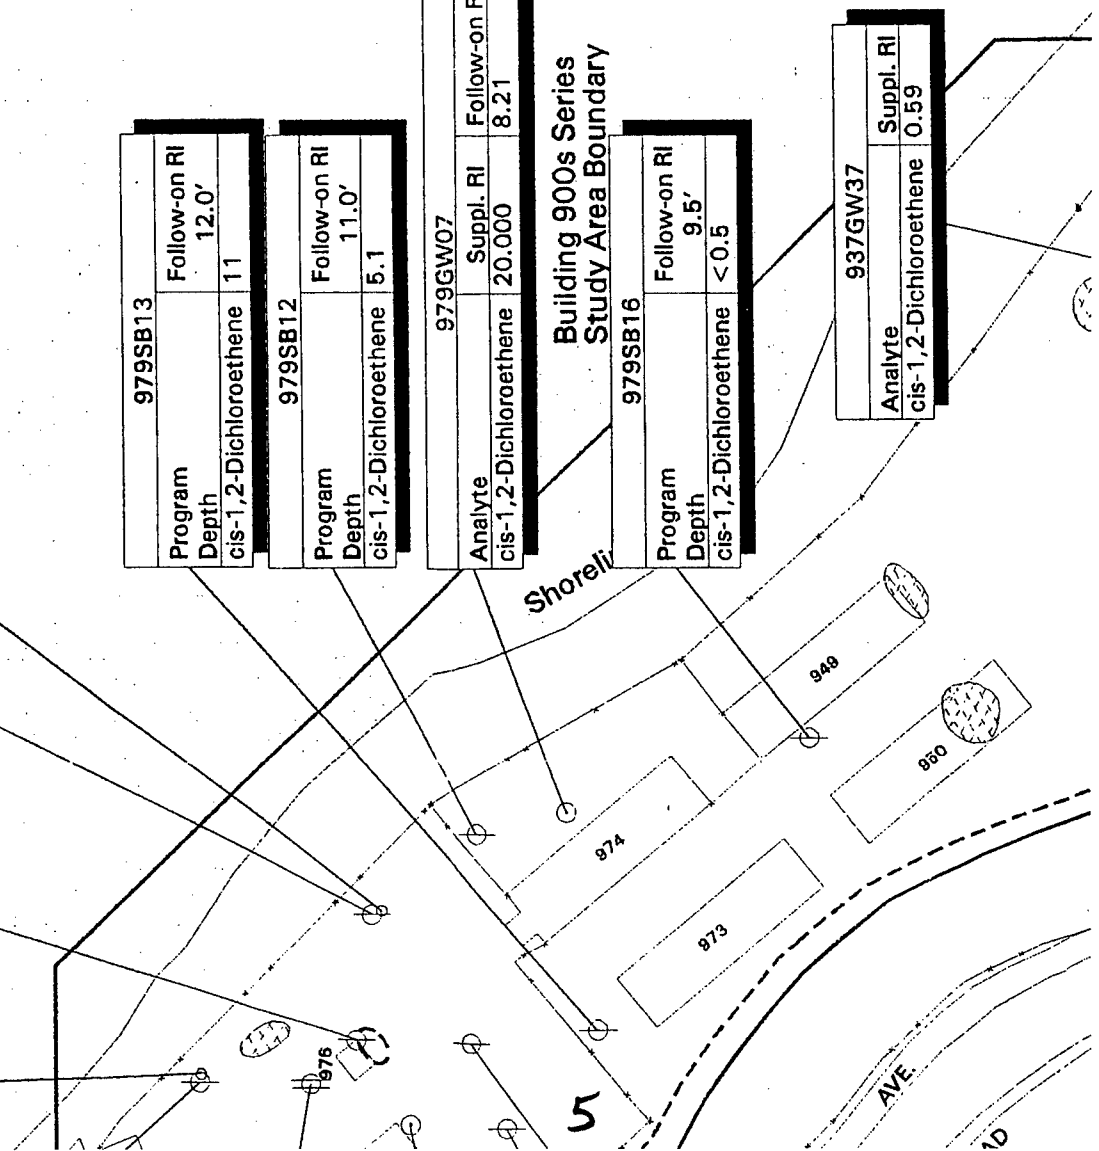 979SB13
Program Follow-on RI
Depth 12.0′
cis-1,2-Dichloroethene 11
979SB12
Program Follow-on RI
Depth 11.0′
cis-1,2-Dichloroethene 5.1
979GW07
Analyte Suppl. RI Follow-on R
cis-1,2-Dichloroethene 20.000 8.21
Building 900s Series
Study Area Boundary
979SB16
Program Follow-on RI
Depth 9.5′
cis-1,2-Dichloroethene <0.5
937GW37
Analyte Suppl. RI
cis-1,2-Dichloroethene 0.59
Shoreli
949
950
974
973
976
5
AVE.
AD